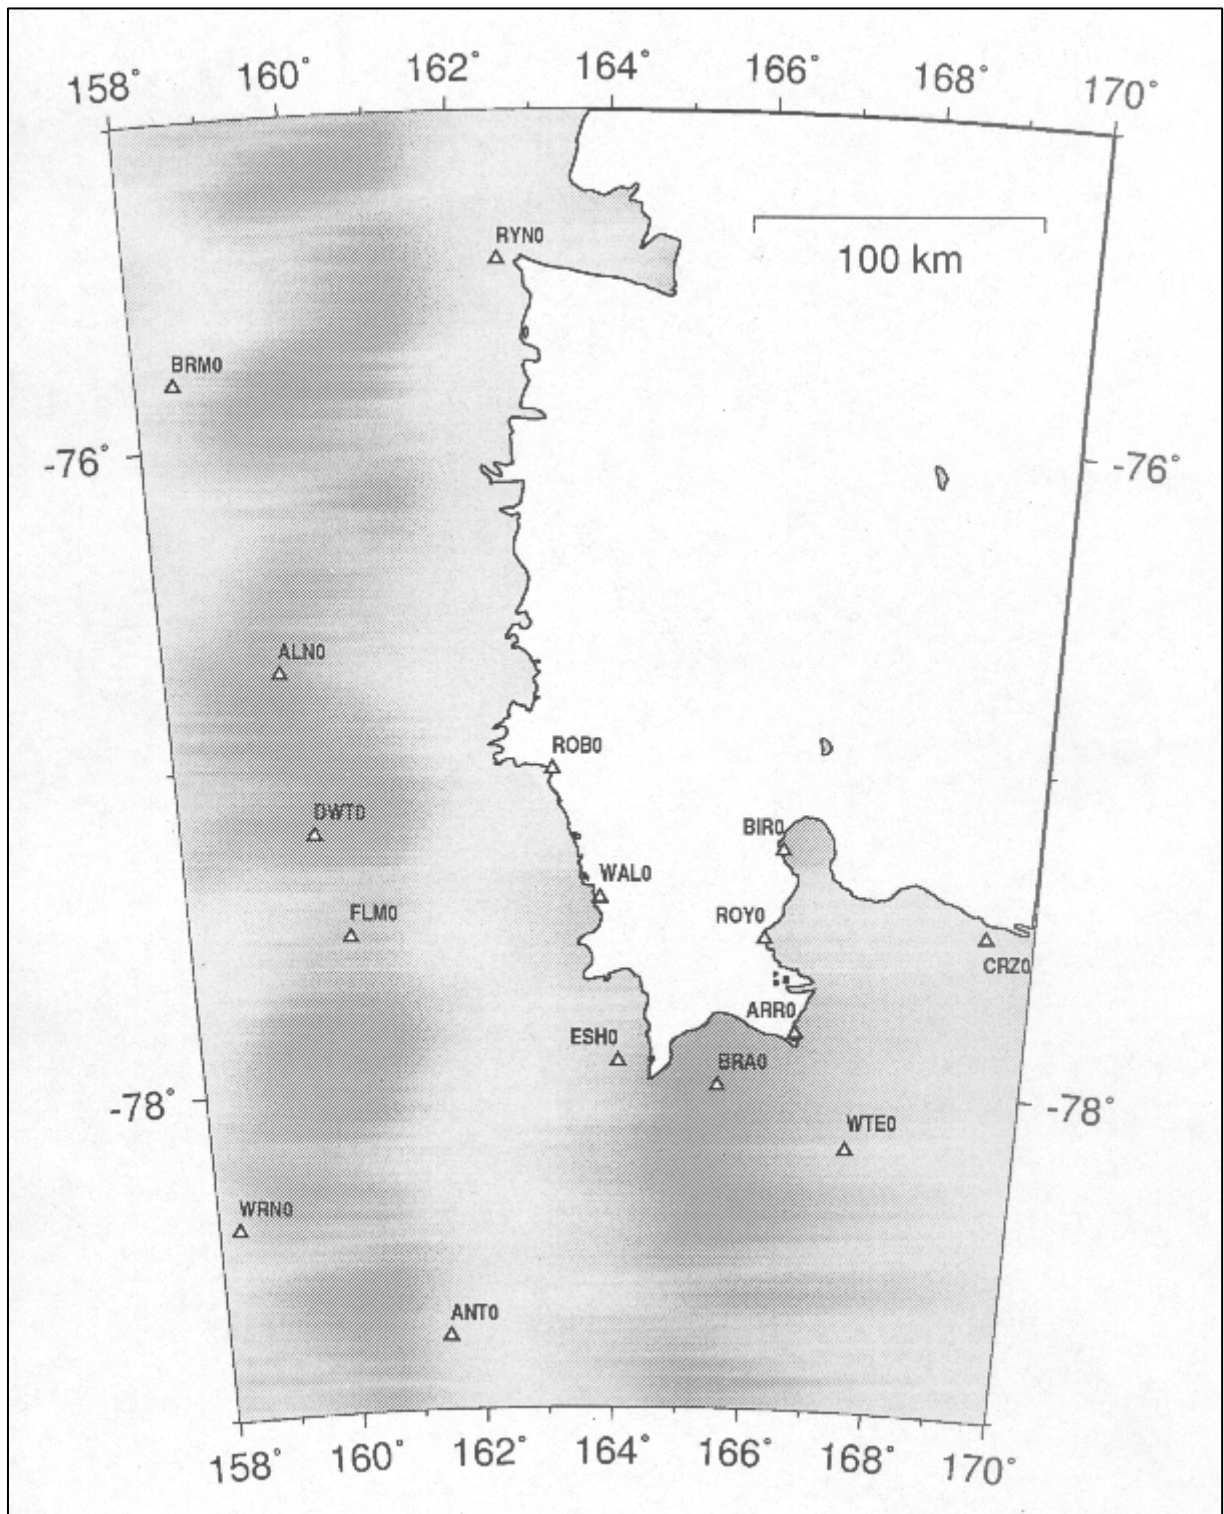 158°
160°
162°
164°
166°
168°
170°
RYN0
100 km
BRM0
-76°
-76°
ALN0
ROB0
DWT0
BIR0
WAL0
FLM0
ROY0
CRZ0
ARR0
ESH0
BRA0
-78°
-78°
WTE0
WRN0
ANT0
158°
160°
162°
164°
166°
168°
170°